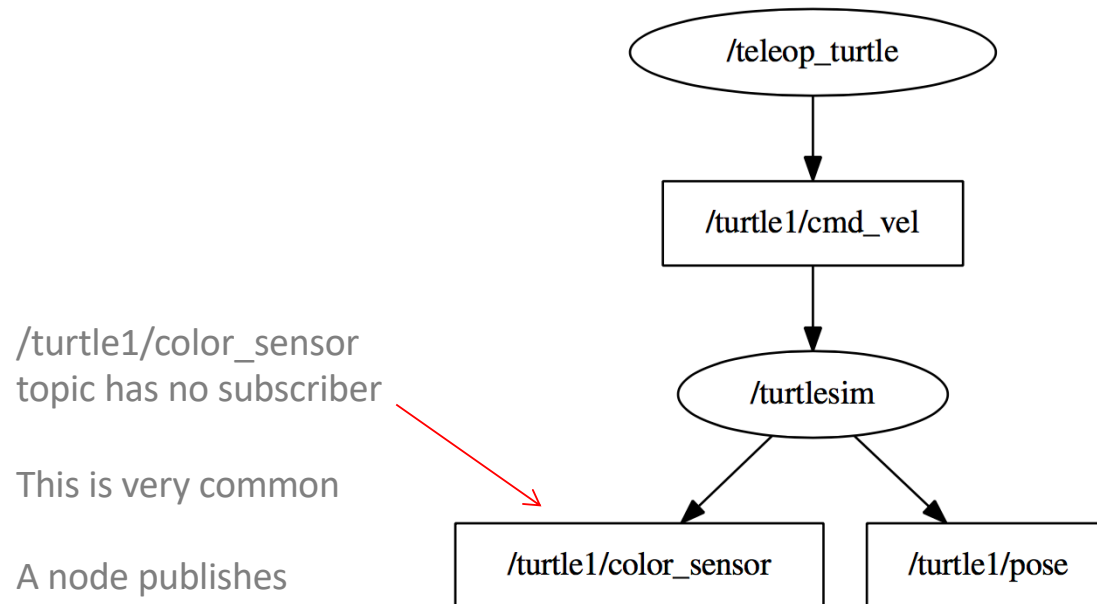 /teleop_turtle
/turtle1/cmd_vel
/turtle1/color_sensor
topic has no subscriber
/turtlesim
This is very common
A node publishes
/turtle1/color_sensor
/turtle1/pose